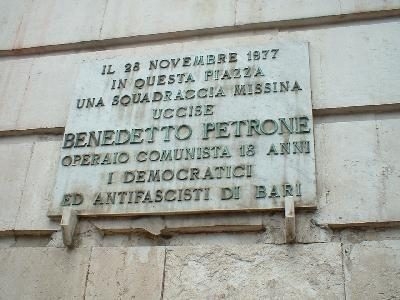 IL 28 NOVEMBRE 1977
IN QUESTA PIAZZA
UNA SQUADRACCIA MISSINA
UCCISE
BENEDETTO PETRONE
OPERAIO COMUNISTA 18 ANNI
I DEMOCRATICI
ED ANTIFASCISTI DI BARI